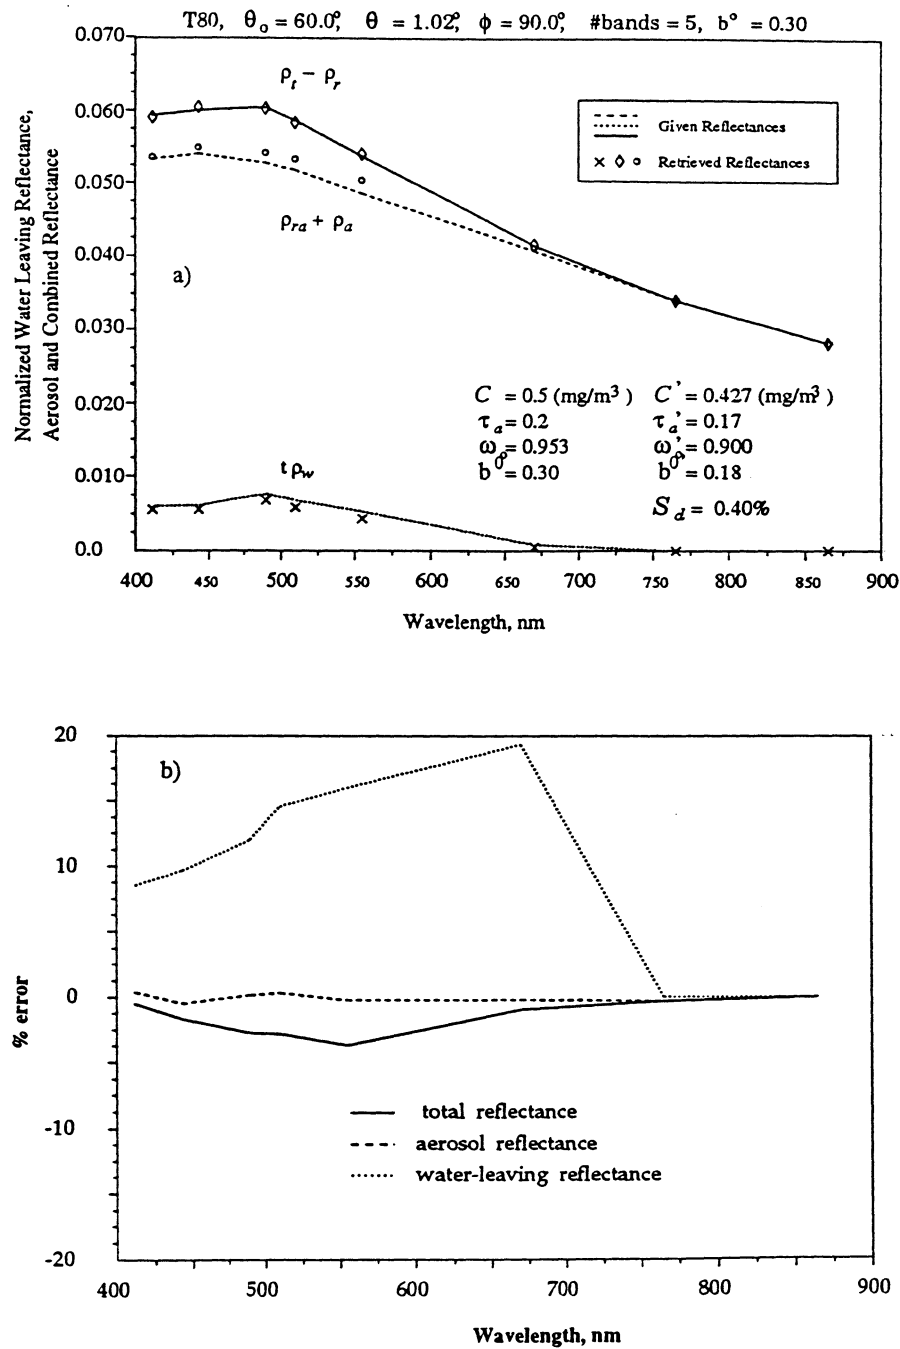 T80, θo = 60.0°, θ = 1.02°, ϕ = 90.0°, #bands = 5, b° = 0.30
0.070
0.060
0.050
0.040
0.030
0.020
0.010
0.0
Normalized Water Leaving Reflectance,
Aerosol and Combined Reflectance
ρt − ρr
Given Reflectances
× ◊ o Retrieved Reflectances
ρra + ρa
a)
C = 0.5 (mg/m³) C' = 0.427 (mg/m³)
τa = 0.2 τa' = 0.17
ωo = 0.953 ωo' = 0.900
b° = 0.30 b°' = 0.18
Sd = 0.40%
t ρw
400 450 500 550 600 650 700 750 800 850 900
Wavelength, nm
20
10
0
-10
-20
% error
b)
total reflectance
aerosol reflectance
water-leaving reflectance
400 500 600 700 800 900
Wavelength, nm